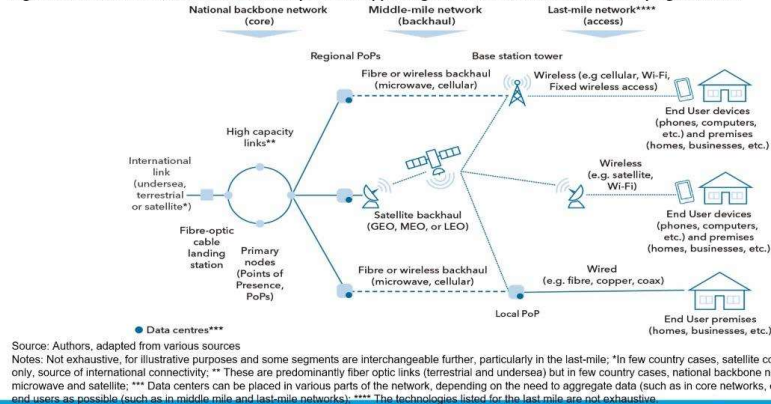 National backbone network
(core)
Middle-mile network
(backhaul)
Last-mile network****
(access)
Regional PoPs
Base station tower
Fibre or wireless backhaul
(microwave, cellular)
Wireless (e.g cellular, Wi-Fi,
Fixed wireless access)
End User devices
(phones, computers,
etc.) and premises
(homes, businesses, etc.)
High capacity
links**
International
link
(undersea,
terrestrial
or satellite*)
Fibre-optic
cable
landing
station
Primary
nodes
(Points of
Presence,
PoPs)
Satellite backhaul
(GEO, MEO, or LEO)
Wireless
(e.g. satellite,
Wi-Fi)
End User devices
(phones, computers,
etc.) and premises
(homes, businesses, etc.)
Fibre or wireless backhaul
(microwave, cellular)
Wired
(e.g. fibre, copper, coax)
Local PoP
End User premises
(homes, businesses, etc.)
Data centres***
Source: Authors, adapted from various sources
Notes: Not exhaustive, for illustrative purposes and some segments are interchangeable further, particularly in the last-mile; *In few country cases, satellite
only, source of international connectivity; ** These are predominantly fiber optic links (terrestrial and undersea) but in few country cases, national backbone
microwave and satellite; *** Data centers can be placed in various parts of the network, depending on the need to aggregate data (such as in core networks,
end users as possible (such as in middle mile and last-mile networks); **** The technologies listed for the last mile are not exhaustive.